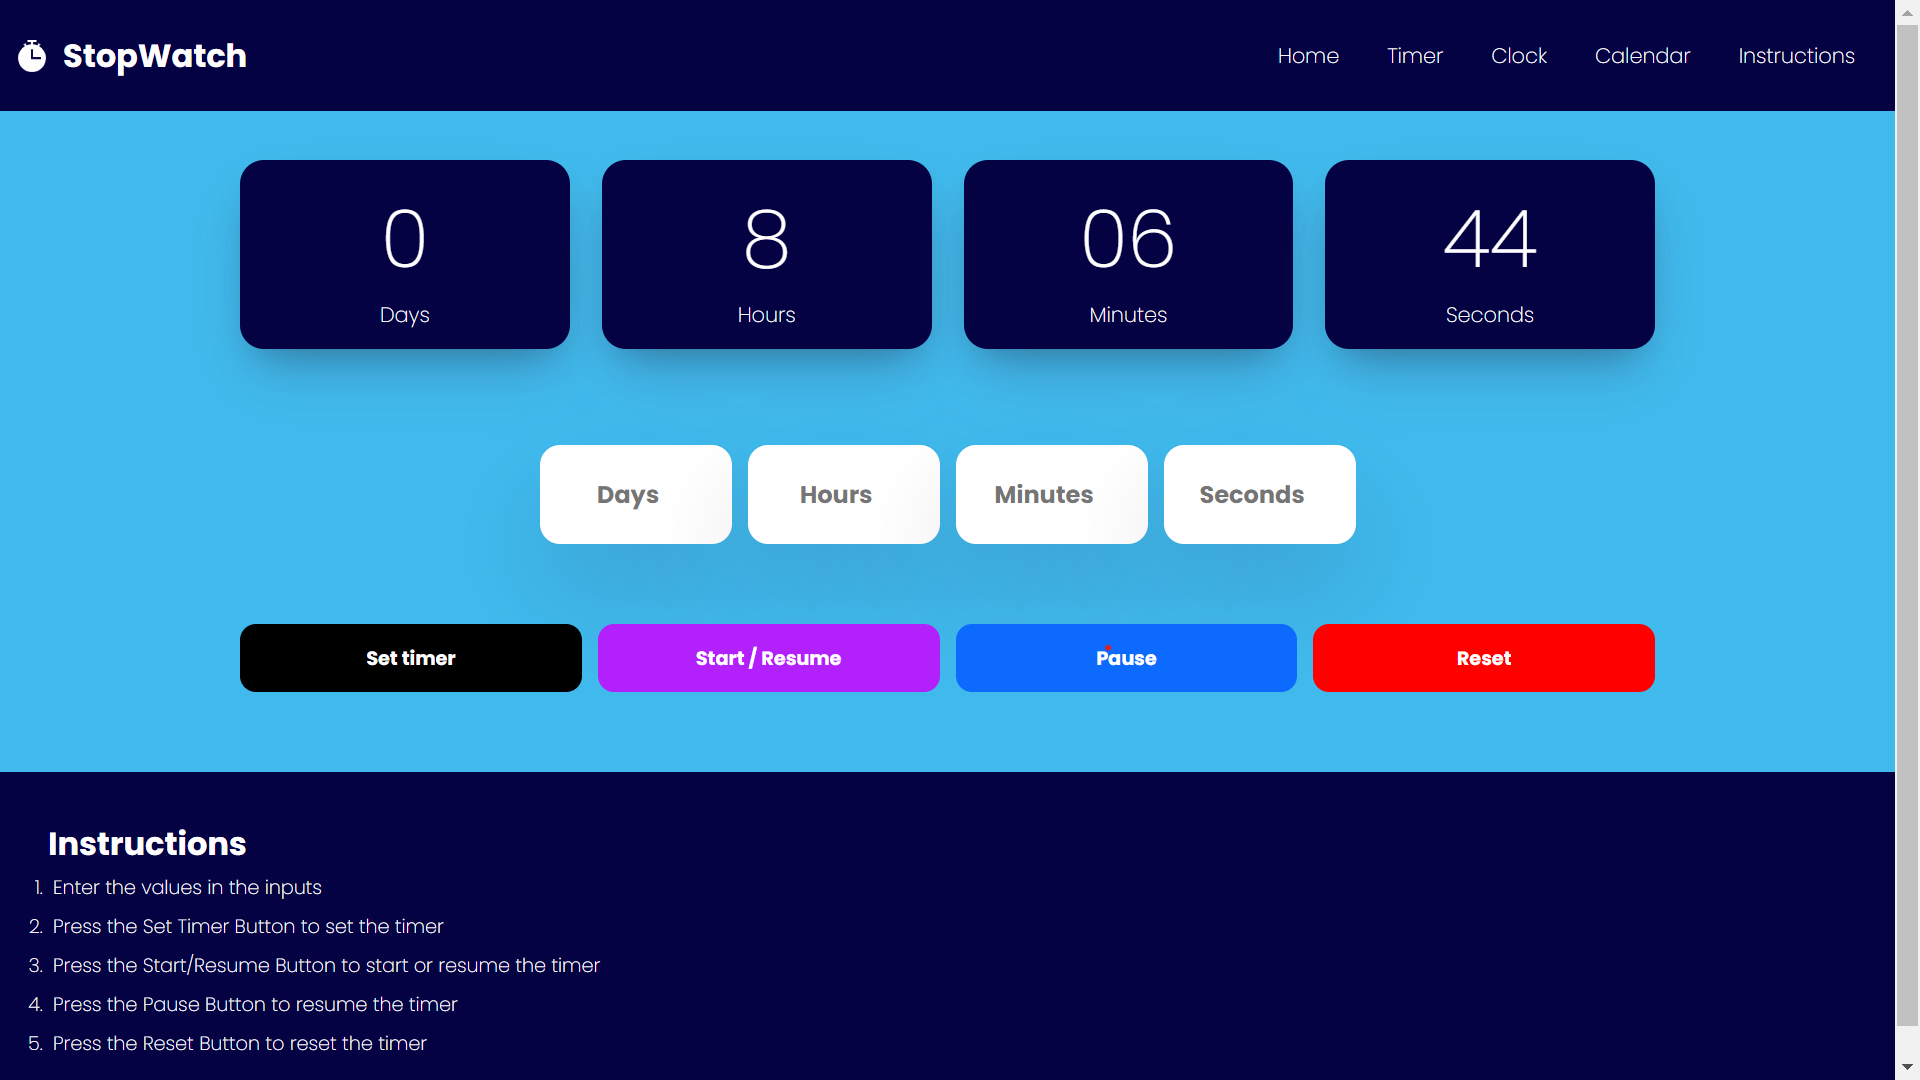 StopWatch
Home Timer Clock Calendar Instructions
0 8 06 44
Days Hours Minutes Seconds
Days Hours Minutes Seconds
Set timer Start / Resume Pause Reset
Instructions
1. Enter the values in the inputs
2. Press the Set Timer Button to set the timer
3. Press the Start/Resume Button to start or resume the timer
4. Press the Pause Button to resume the timer
5. Press the Reset Button to reset the timer